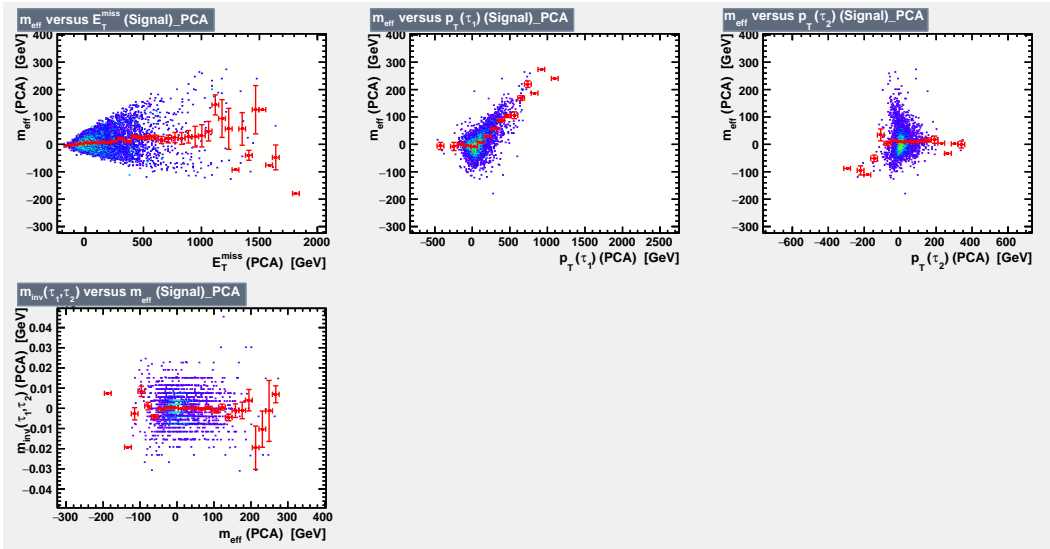 m_eff versus E_T^miss (Signal)_PCA
m_eff (PCA) [GeV]
400
300
200
100
0
−100
−200
−300
0 500 1000 1500 2000
E_T^miss (PCA) [GeV]
m_eff versus p_T(τ_1) (Signal)_PCA
m_eff (PCA) [GeV]
400
300
200
100
0
−100
−200
−300
−500 0 500 1000 1500 2000 2500
p_T(τ_1) (PCA) [GeV]
m_eff versus p_T(τ_2) (Signal)_PCA
m_eff (PCA) [GeV]
400
300
200
100
0
−100
−200
−300
−600 −400 −200 0 200 400 600
p_T(τ_2) (PCA) [GeV]
m_inv(τ_1,τ_2) versus m_eff (Signal)_PCA
m_inv(τ_1,τ_2) (PCA) [GeV]
0.04
0.03
0.02
0.01
0
−0.01
−0.02
−0.03
−0.04
−300 −200 −100 0 100 200 300 400
m_eff (PCA) [GeV]